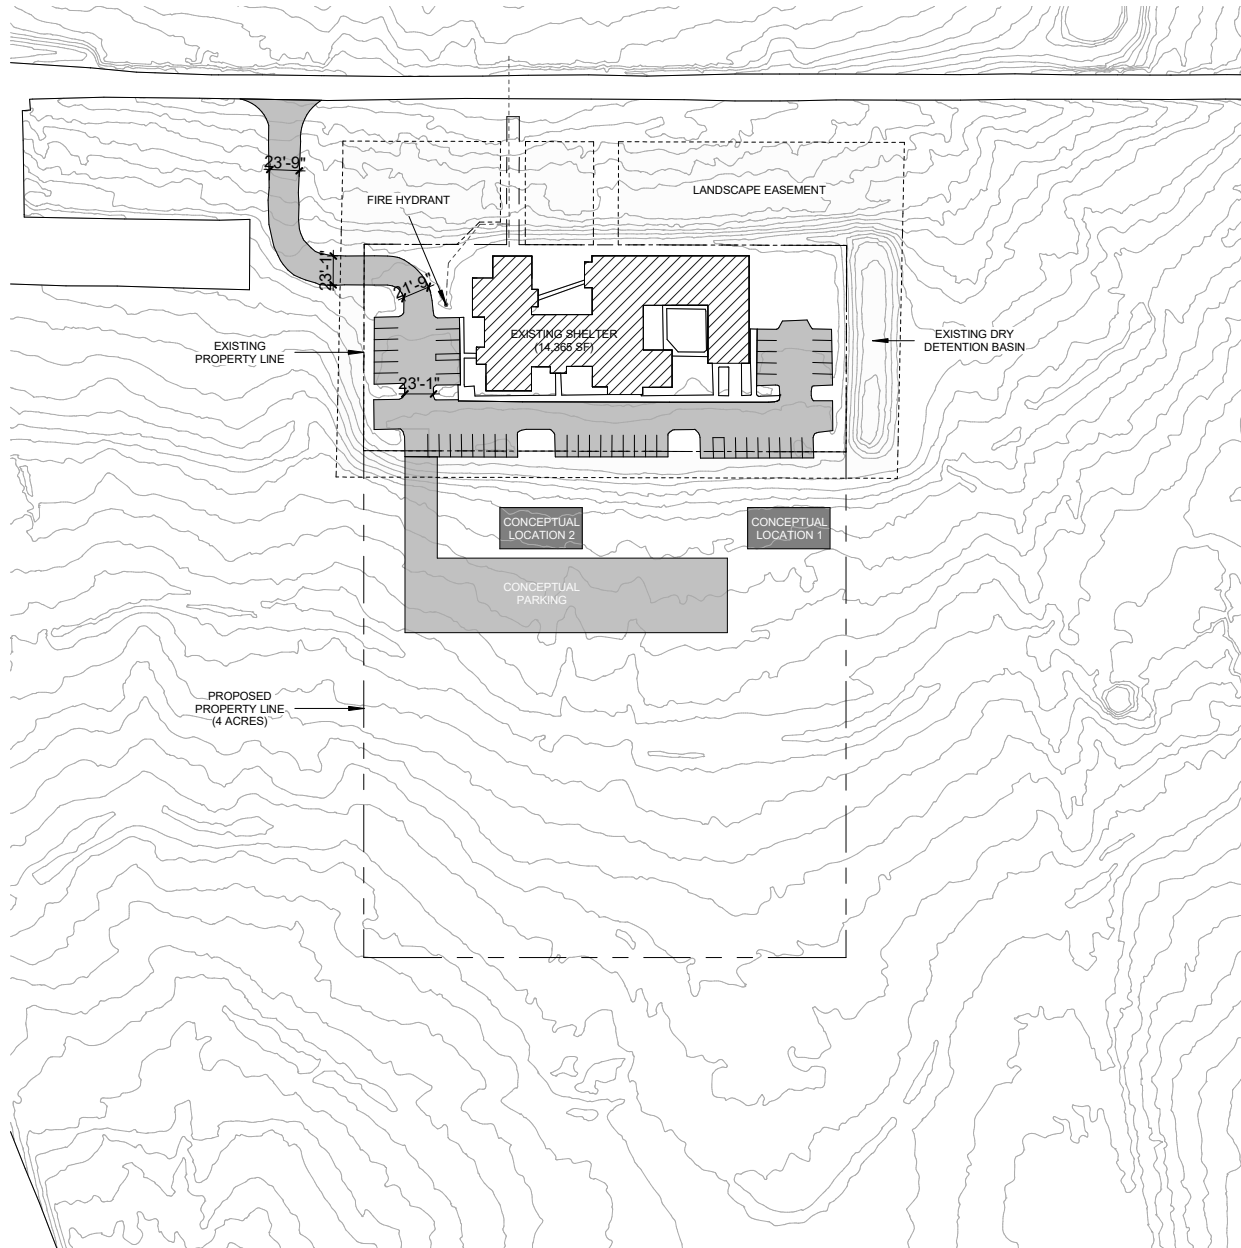 23'-9"
LANDSCAPE EASEMENT
FIRE HYDRANT
23'-1"
21'-9"
EXISTING
PROPERTY LINE
EXISTING SHELTER
(14,365 SF)
EXISTING DRY
DETENTION BASIN
23'-1"
CONCEPTUAL
LOCATION 2
CONCEPTUAL
LOCATION 1
CONCEPTUAL
PARKING
PROPOSED
PROPERTY LINE
(4 ACRES)